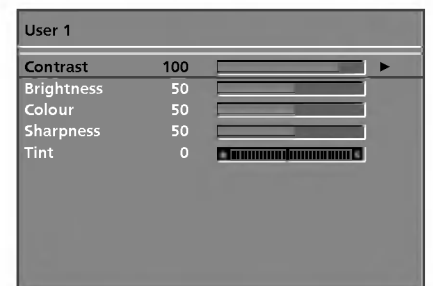 User 1
Contrast 100
Brightness 50
Colour 50
Sharpness 50
Tint 0